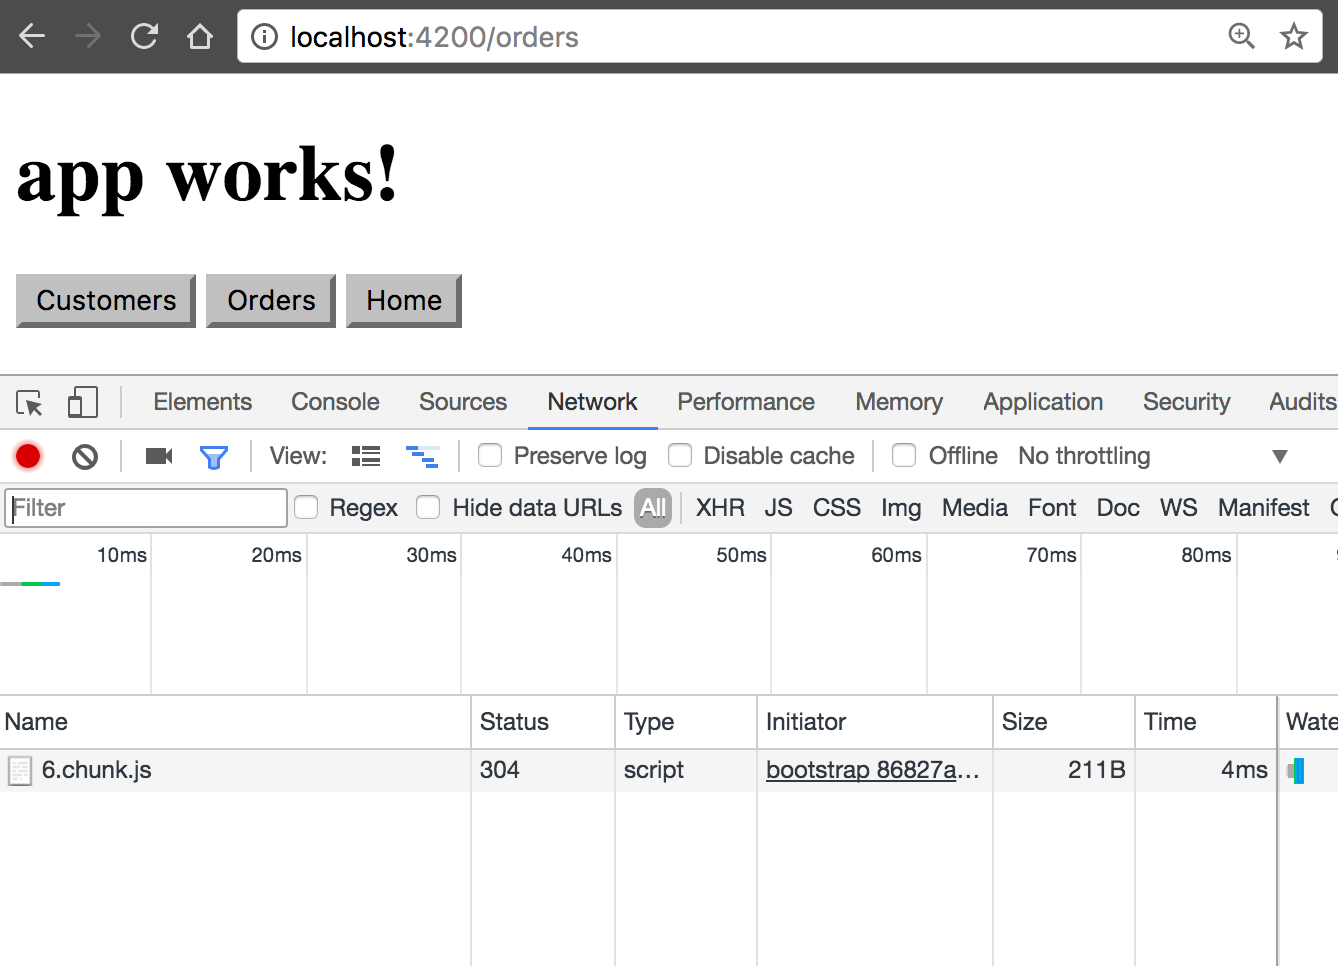 localhost:4200/orders
app works!
Customers Orders Home
Elements Console Sources Network Performance Memory Application Security Audits
View: Preserve log Disable cache Offline No throttling
Filter Regex Hide data URLs All XHR JS CSS Img Media Font Doc WS Manifest
10ms 20ms 30ms 40ms 50ms 60ms 70ms 80ms
Name Status Type Initiator Size Time Wate
6.chunk.js 304 script bootstrap 86827a… 211B 4ms